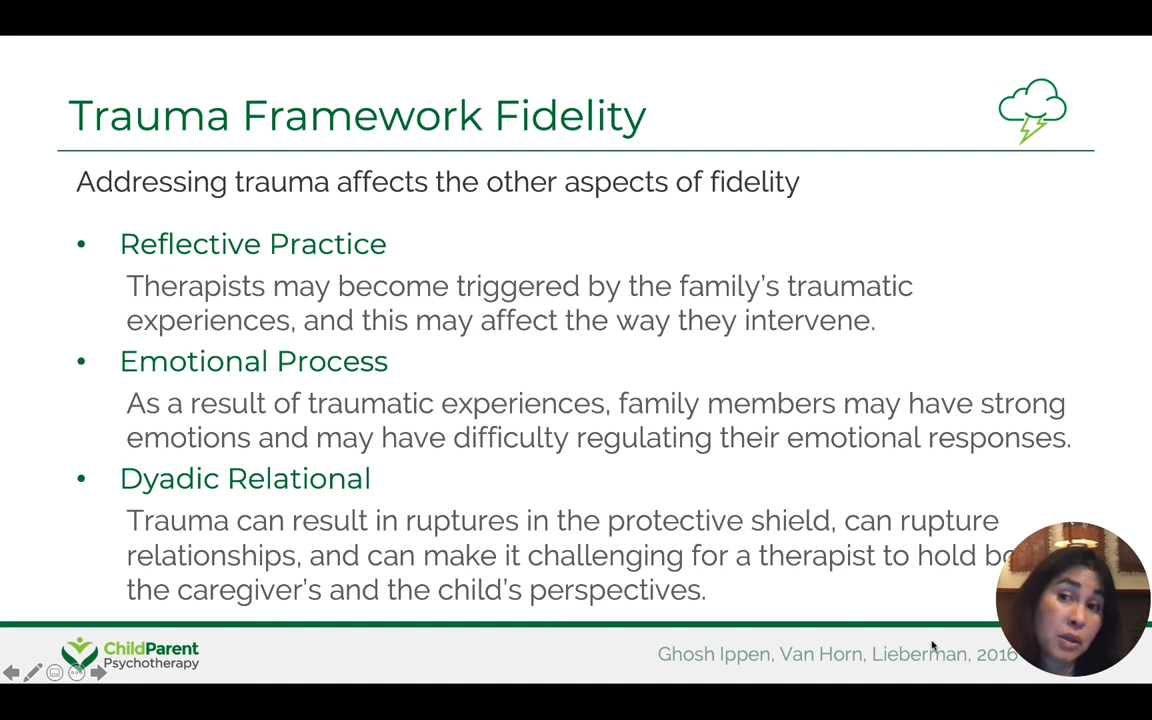 Trauma Framework Fidelity
Addressing trauma affects the other aspects of fidelity
• Reflective Practice
Therapists may become triggered by the family’s traumatic
experiences, and this may affect the way they intervene.
• Emotional Process
As a result of traumatic experiences, family members may have strong
emotions and may have difficulty regulating their emotional responses.
• Dyadic Relational
Trauma can result in ruptures in the protective shield, can rupture
relationships, and can make it challenging for a therapist to hold
the caregiver’s and the child’s perspectives.
ChildParent
Psychotherapy
Ghosh Ippen, Van Horn, Lieberman, 2016